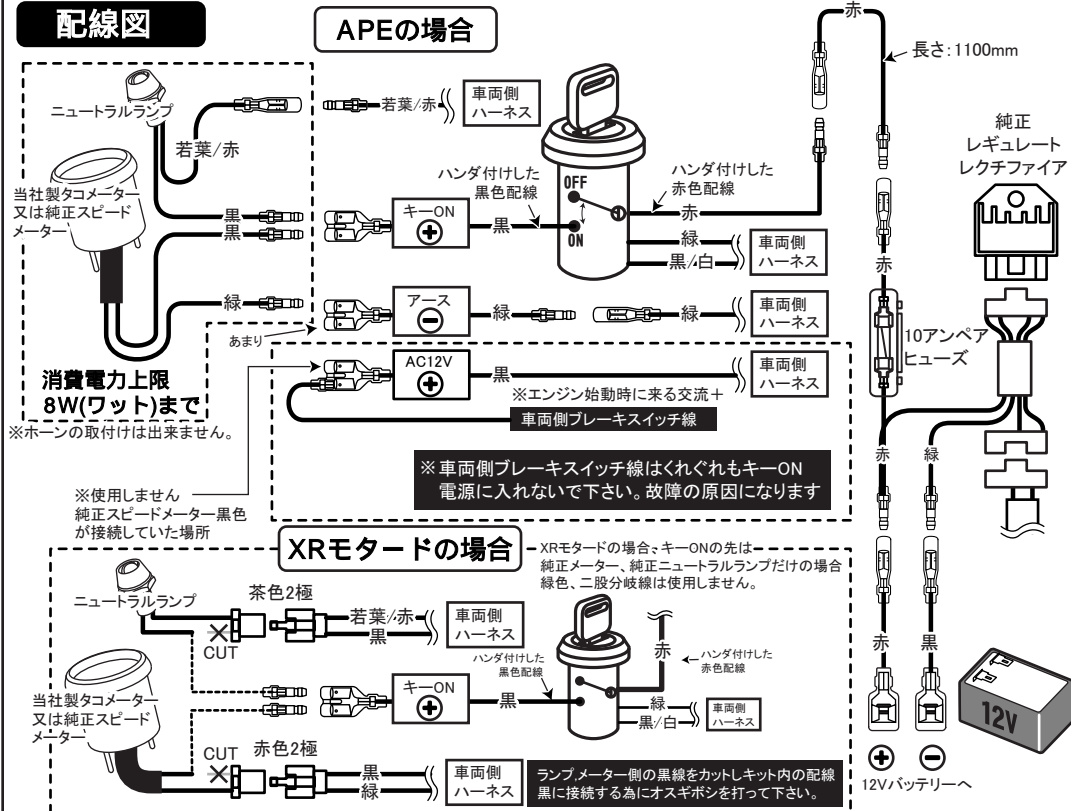 配線図
APEの場合
赤
長さ:1100mm
ニュートラルランプ
若葉/赤
若葉/赤
車両側
ハーネス
純正
レギュレート
レクチファイア
当社製タコメーター
又は純正スピード
メーター
黒
黒
緑
ハンダ付けした
黒色配線
OFF
ON
ハンダ付けした
赤色配線
キーON
⊕
黒
赤
緑
黒/白
車両側
ハーネス
赤
10アンペア
ヒューズ
あまり
アース
⊖
緑
緑
車両側
ハーネス
消費電力上限
8W(ワット)まで
※ホーンの取付けは出来ません。
AC12V
⊕
黒
車両側
ハーネス
※エンジン始動時に来る交流+
車両側ブレーキスイッチ線
赤
緑
※車両側ブレーキスイッチ線はくれぐれもキーON
電源に入れないで下さい。故障の原因になります
※使用しません
純正スピードメーター黒色
が接続していた場所
XRモタードの場合
XRモタードの場合、キーONの先は
純正メーター、純正ニュートラルランプだけの場合
緑色、二股分岐線は使用しません。
ニュートラルランプ
茶色2極
CUT
若葉/赤
黒
車両側
ハーネス
ハンダ付けした
黒色配線
赤
ハンダ付けした
赤色配線
赤
黒
当社製タコメーター
又は純正スピード
メーター
キーON
⊕
黒
緑
黒/白
車両側
ハーネス
12V
CUT
赤色2極
黒
緑
車両側
ハーネス
ランプ,メーター側の黒線をカットしキット内の配線
黒に接続する為にオスギボシを打って下さい。
⊕
⊖
12Vバッテリーへ